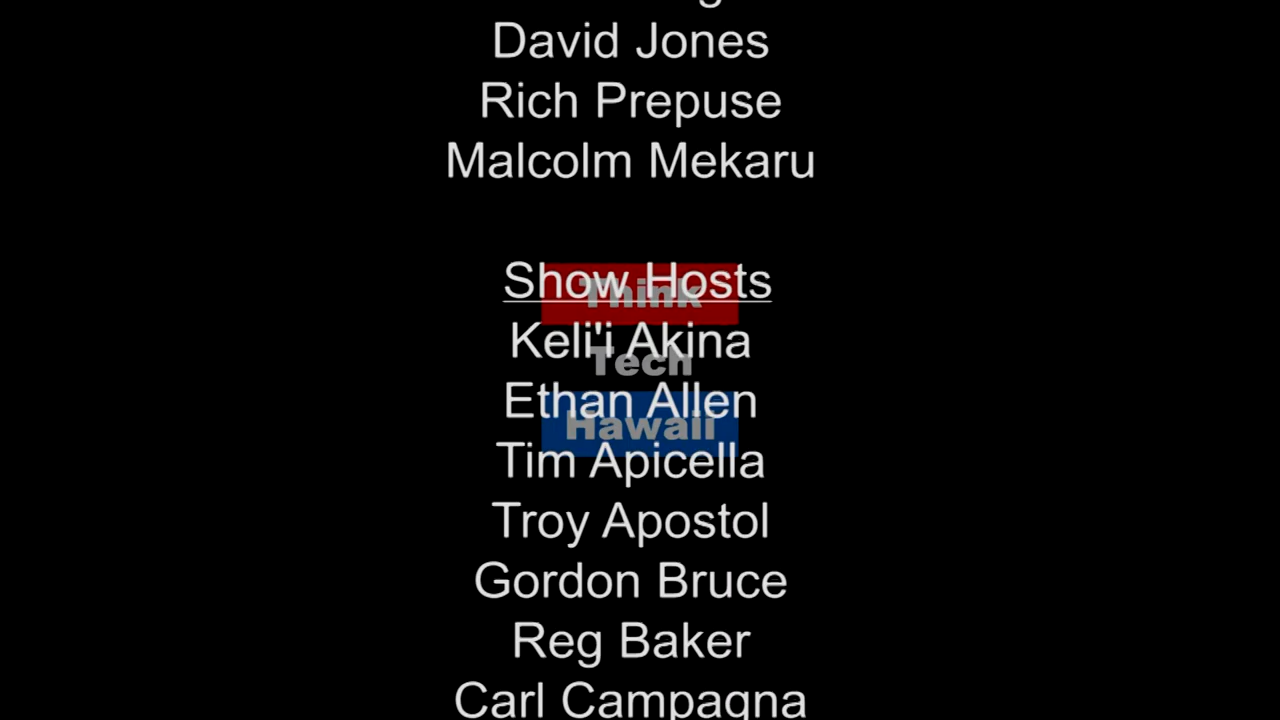 David Jones
Rich Prepuse
Malcolm Mekaru
Show Hosts
Think
Keli'i Akina
Tech
Ethan Allen
Hawaii
Tim Apicella
Troy Apostol
Gordon Bruce
Reg Baker
Carl Campagna